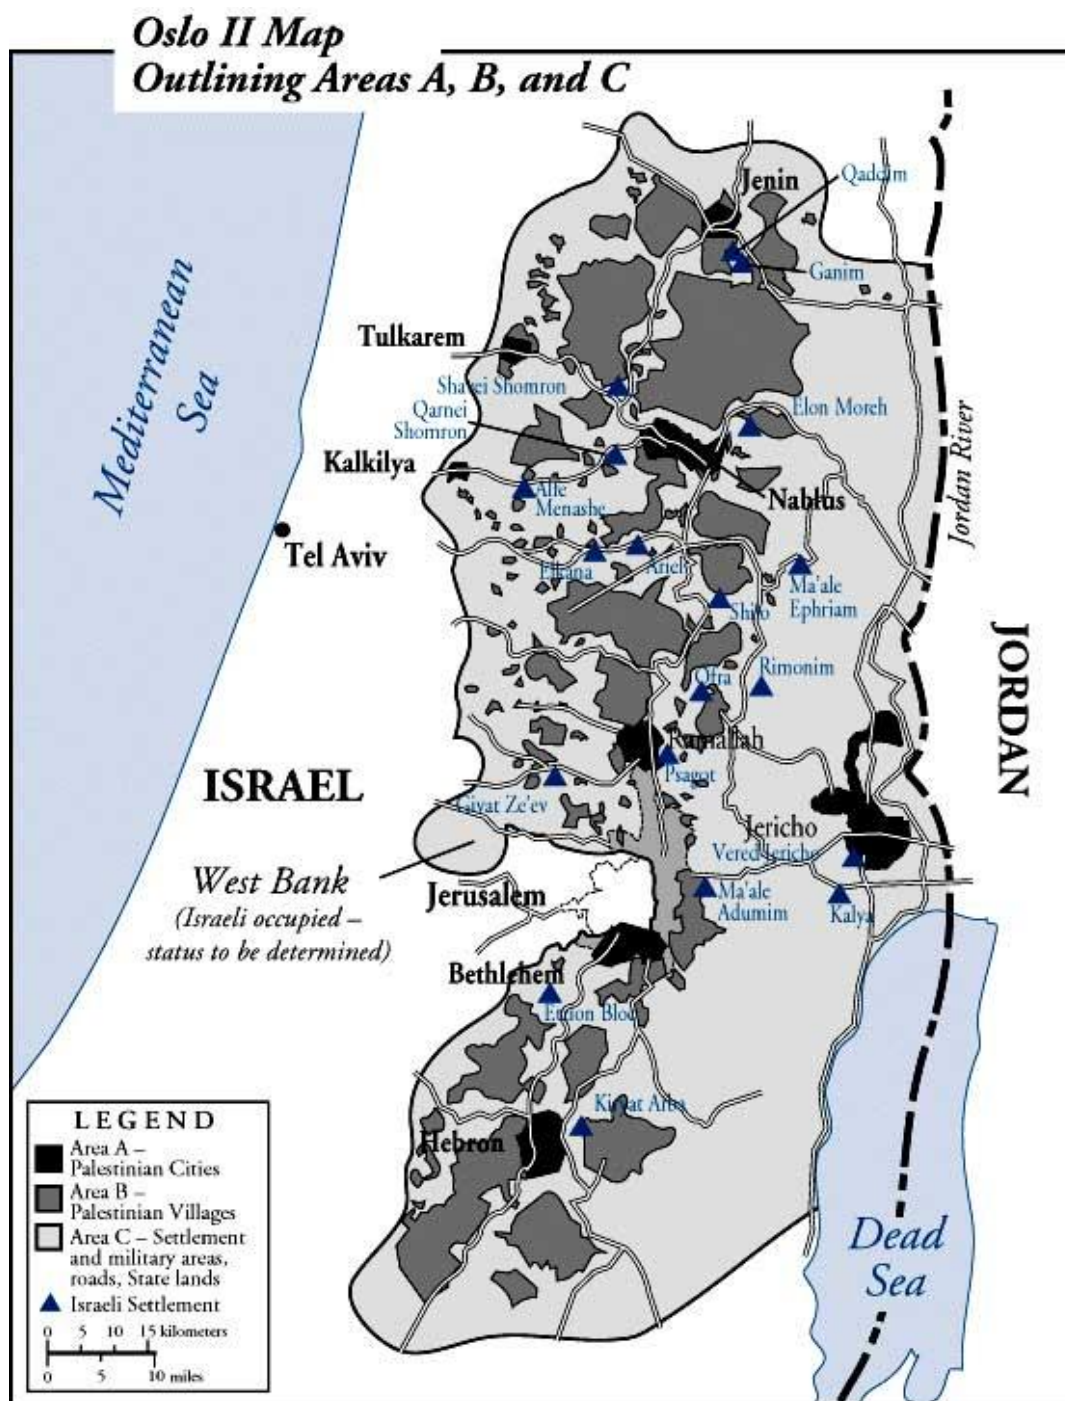 Oslo II Map
Outlining Areas A, B, and C
Jenin
Qaddim
Ganim
Mediterranean
Sea
Tulkarem
Shavei Shomron
Qarnei
Shomron
Elon Moreh
Jordan River
Kalkilya
Alfe
Menashe
Nablus
Tel Aviv
Elkana
Ariel
Ma'ale
Ephriam
Shilo
JORDAN
Ofra
Rimonim
Ramallah
Psagot
ISRAEL
Givat Ze'ev
Jericho
Vered Jericho
West Bank
(Israeli occupied –
status to be determined)
Jerusalem
Ma'ale
Adumim
Kalya
Bethlehem
Etzion Bloc
Kiryat Arba
Hebron
Dead
Sea
LEGEND
Area A –
Palestinian Cities
Area B –
Palestinian Villages
Area C – Settlement
and military areas,
roads, State lands
Israeli Settlement
0 5 10 15 kilometers
0 5 10 miles